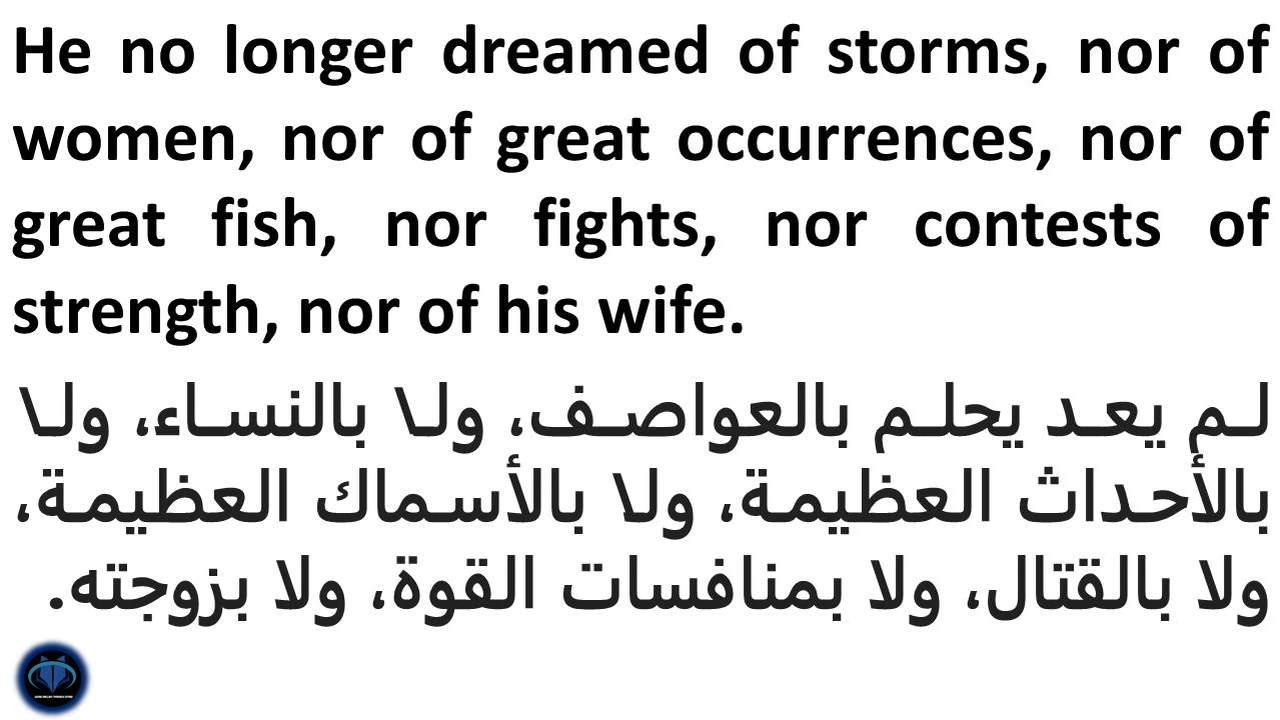 He no longer dreamed of storms, nor of
women, nor of great occurrences, nor of
great fish, nor fights, nor contests of
strength, nor of his wife.
لم يعد يحلم بالعواصف، ولا بالنساء، ولا
بالأحداث العظيمة، ولا بالأسماك العظيمة،
ولا بالقتال، ولا بمنافسات القوة، ولا بزوجته.